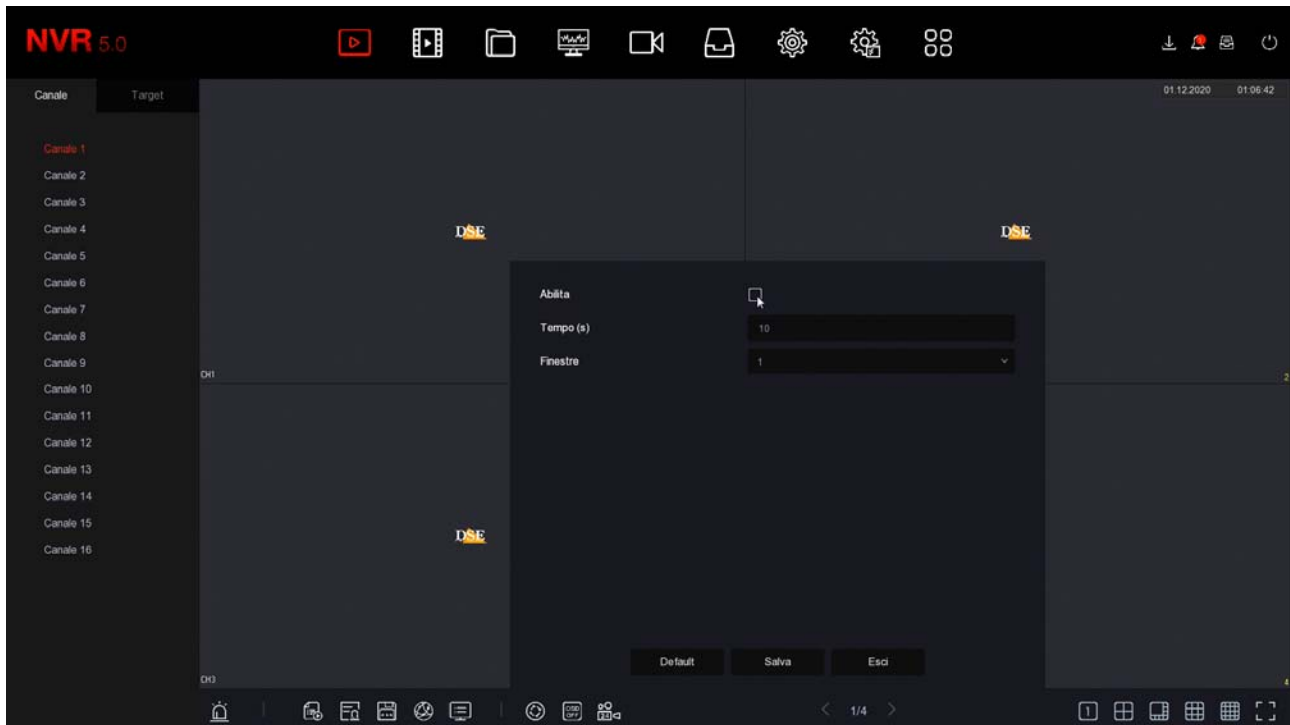 NVR 5.0
01.12.2020 01:06:42
Canale Target
Canale 1
Canale 2
Canale 3
Canale 4
Canale 5
Canale 6
Canale 7
Canale 8
Canale 9
Canale 10
Canale 11
Canale 12
Canale 13
Canale 14
Canale 15
Canale 16
DSE
DSE
CH1
2
Abilita
Tempo (s) 10
Finestre 1
DSE
Default Salva Esci
CH3
4
OSD OFF
1/4
1